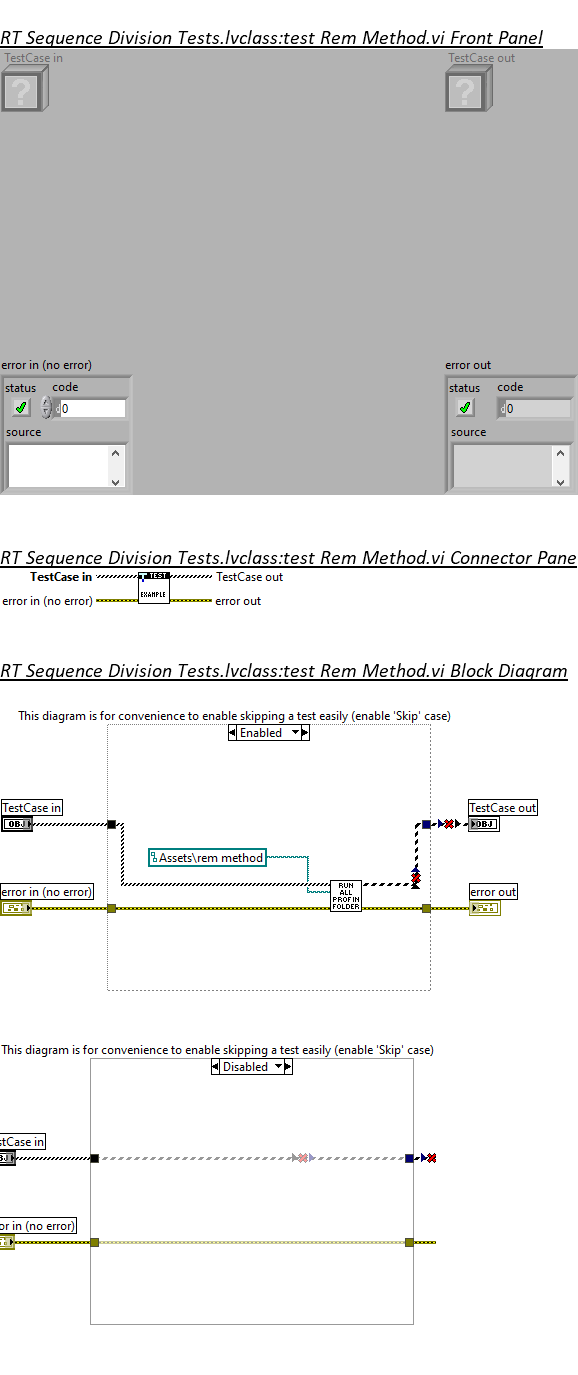 RT Sequence Division Tests.lvclass:test Rem Method.vi Front Panel
TestCase in
TestCase out
?
?
error in (no error)
error out
status
code
status
code
d0
d0
source
source
RT Sequence Division Tests.lvclass:test Rem Method.vi Connector Pane
TestCase in
TEST
TestCase out
error in (no error)
EXAMPLE
error out
RT Sequence Division Tests.lvclass:test Rem Method.vi Block Diagram
This diagram is for convenience to enable skipping a test easily (enable 'Skip' case)
Enabled
TestCase in
TestCase out
OBJ
OBJ
Assets\rem method
error in (no error)
RUN
ALL
PROF IN
FOLDER
error out
This diagram is for convenience to enable skipping a test easily (enable 'Skip' case)
Disabled
stCase in
BJ
or in (no error)